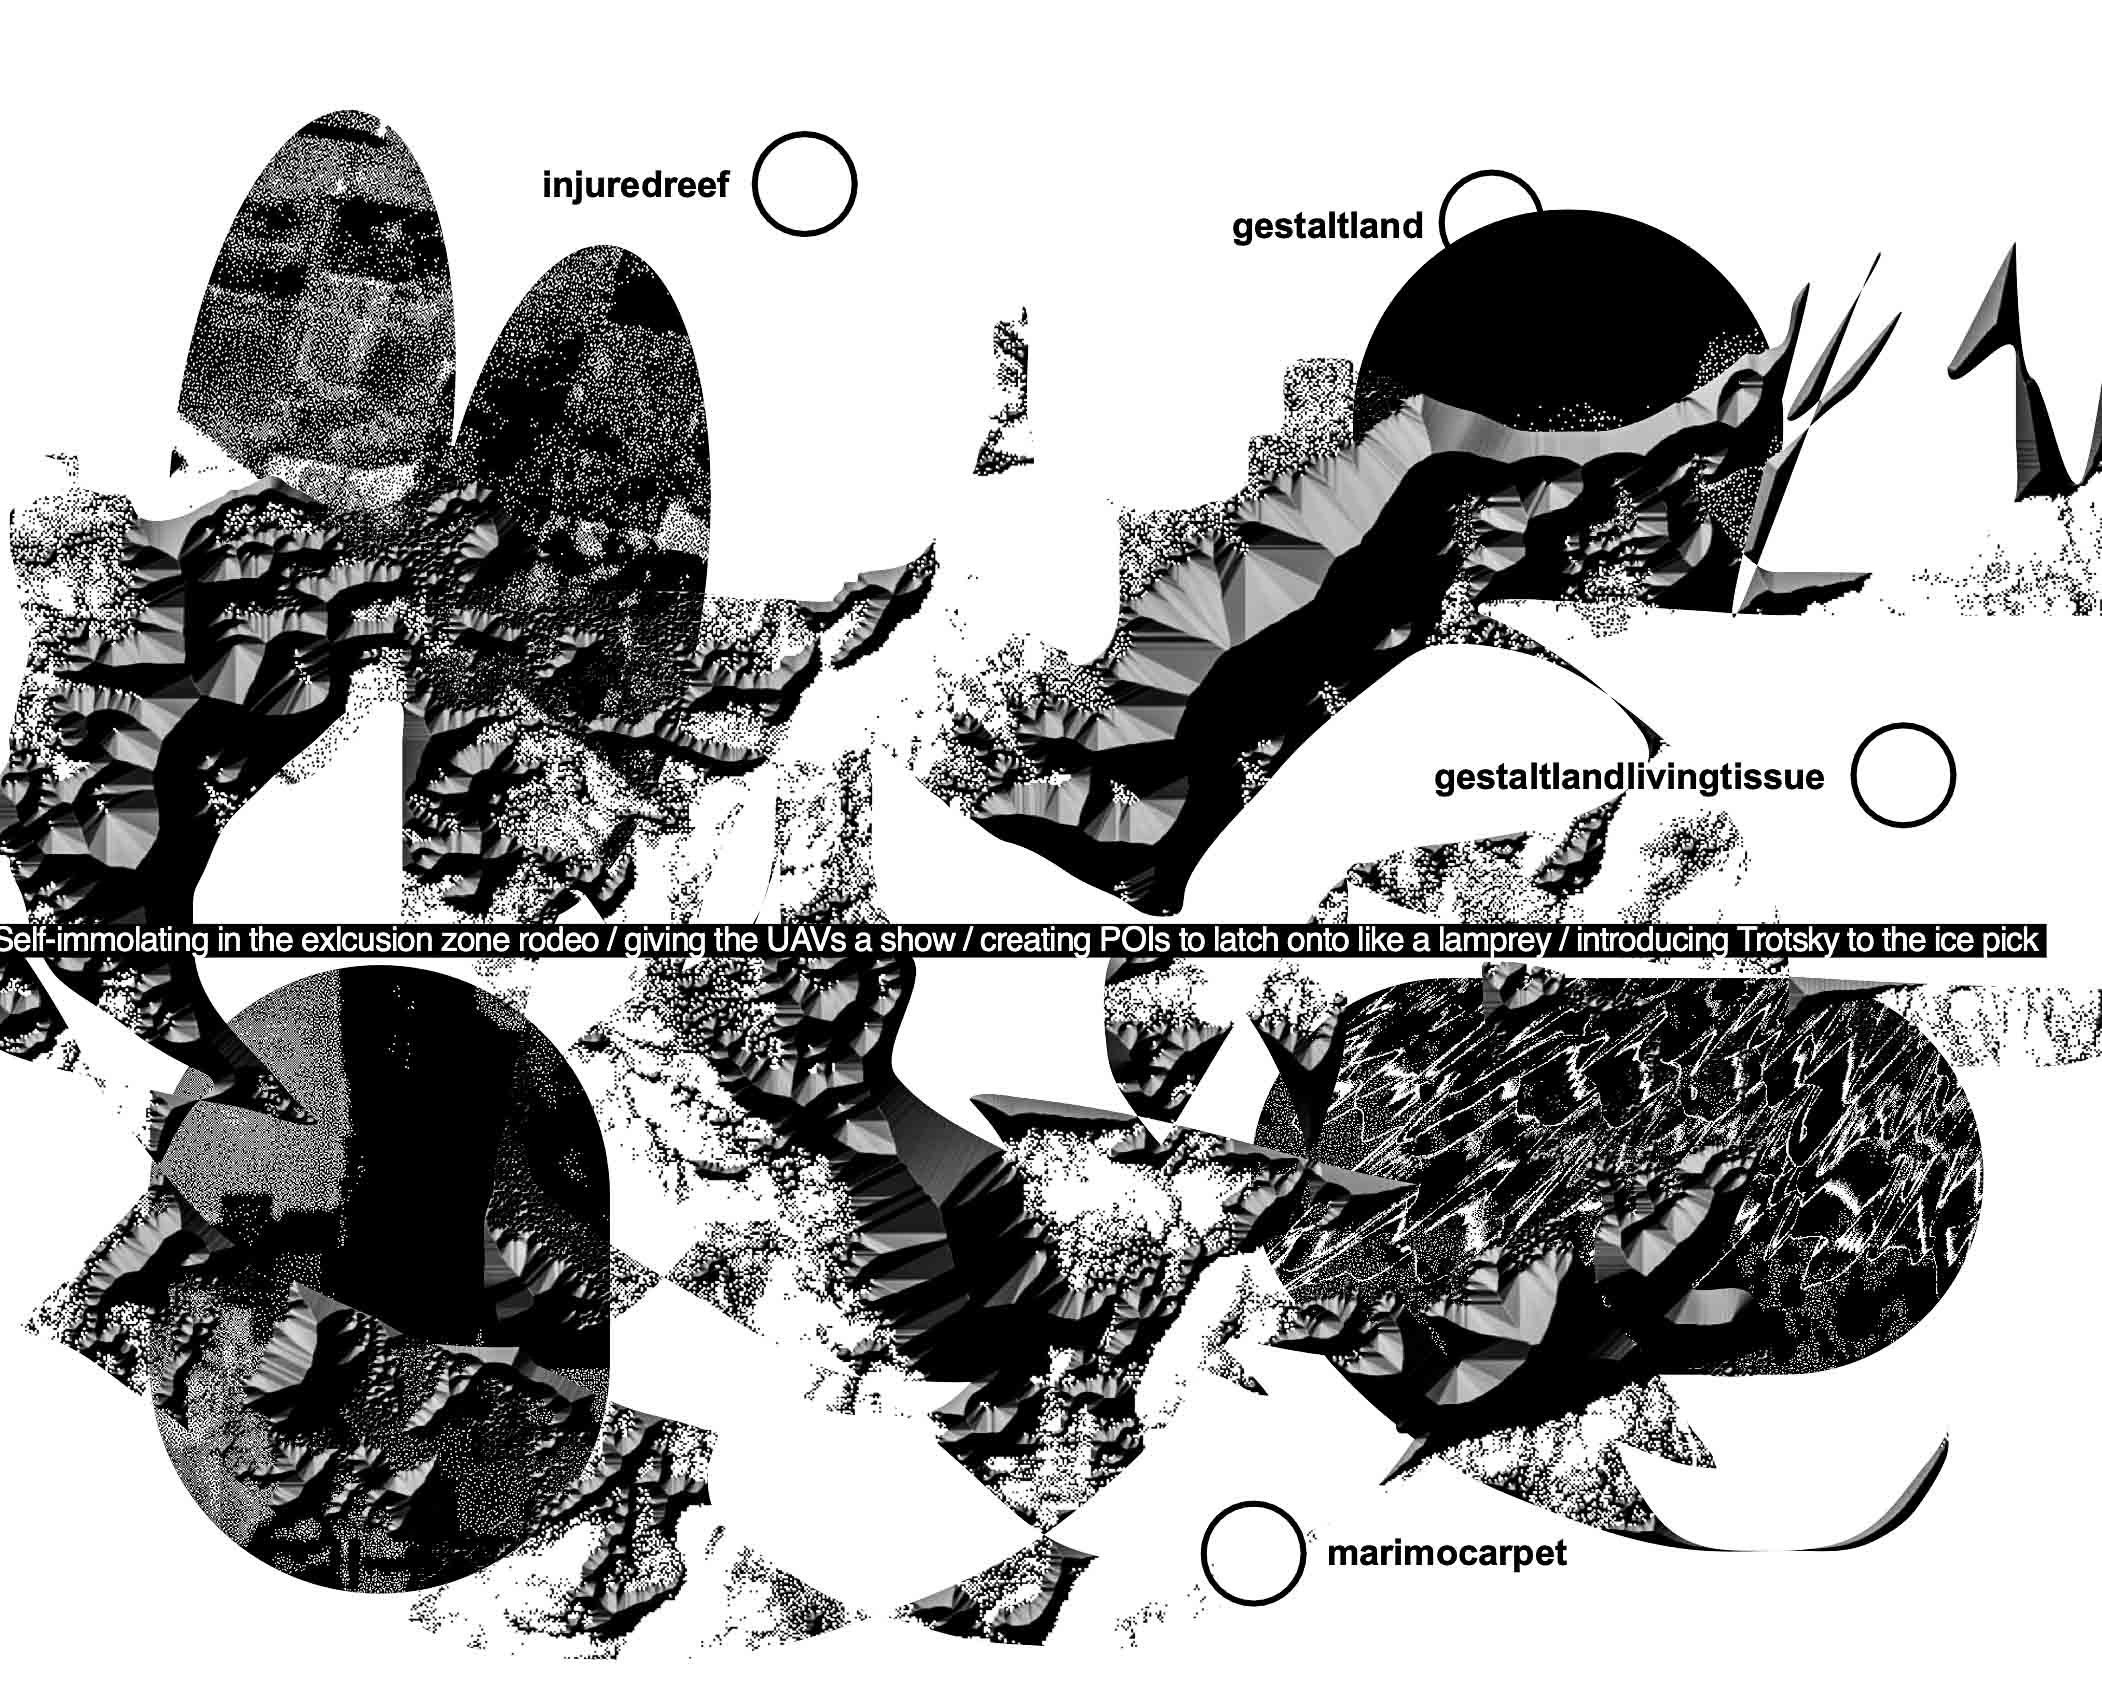 injuredreef
gestaltland
gestaltlandlivingtissue
Self-immolating in the exlcusion zone rodeo / giving the UAVs a show / creating POIs to latch onto like a lamprey / introducing Trotsky to the ice pick
marimocarpet